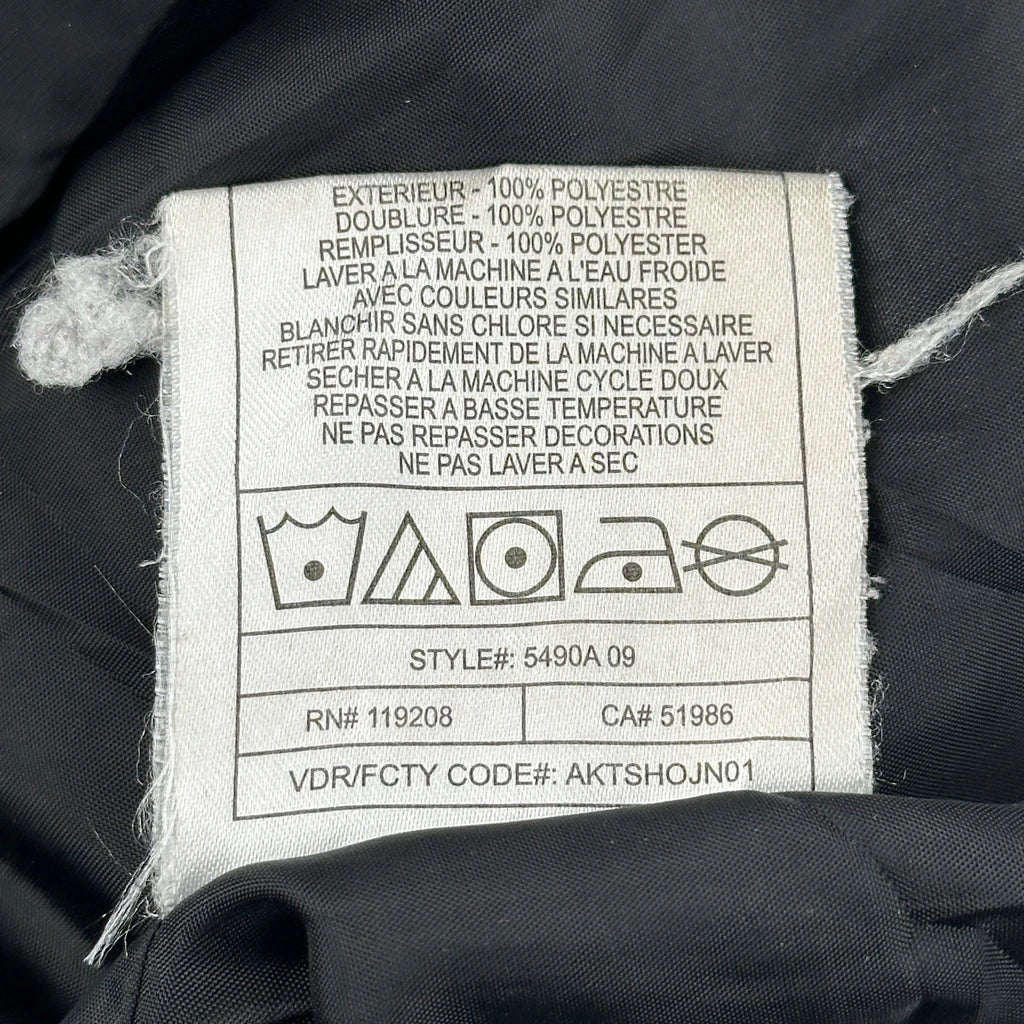 EXTERIEUR - 100% POLYESTRE
DOUBLURE - 100% POLYESTRE
REMPLISSEUR - 100% POLYESTER
LAVER A LA MACHINE A L'EAU FROIDE
AVEC COULEURS SIMILARES
BLANCHIR SANS CHLORE SI NECESSAIRE
RETIRER RAPIDEMENT DE LA MACHINE A LAVER
SECHER A LA MACHINE CYCLE DOUX
REPASSER A BASSE TEMPERATURE
NE PAS REPASSER DECORATIONS
NE PAS LAVER A SEC
STYLE#: 5490A 09
RN# 119208
CA# 51986
VDR/FCTY CODE#: AKTSHOJN01